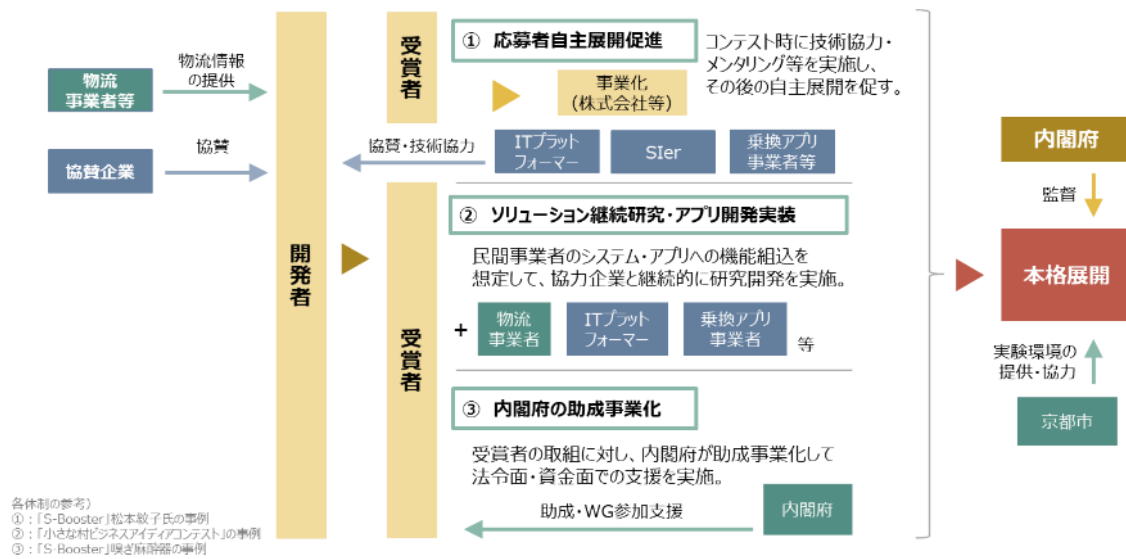 物流
事業者等
物流情報
の提供
協賛企業
協賛
開発者
受賞者
① 応募者自主展開促進
コンテスト時に技術協力・
メンタリング等を実施し、
その後の自主展開を促す。
事業化
(株式会社等)
協賛・技術協力
ITプラット
フォーマー
SIer
乗換アプリ
事業者等
受賞者
② ソリューション継続研究・アプリ開発実装
民間事業者のシステム・アプリへの機能組込を
想定して、協力企業と継続的に研究開発を実施。
+
物流
事業者
ITプラット
フォーマー
乗換アプリ
事業者
等
③ 内閣府の助成事業化
受賞者の取組に対し、内閣府が助成事業化して
法令面・資金面での支援を実施。
助成・WG参加支援
内閣府
内閣府
監督
本格展開
実験環境の
提供・協力
京都市
各体制の参考)
①:「S-Booster」松本紋子氏の事例
②:「小さな村ビジネスアイディアコンテスト」の事例
③:「S-Booster」嗅ぎ麻酔器の事例